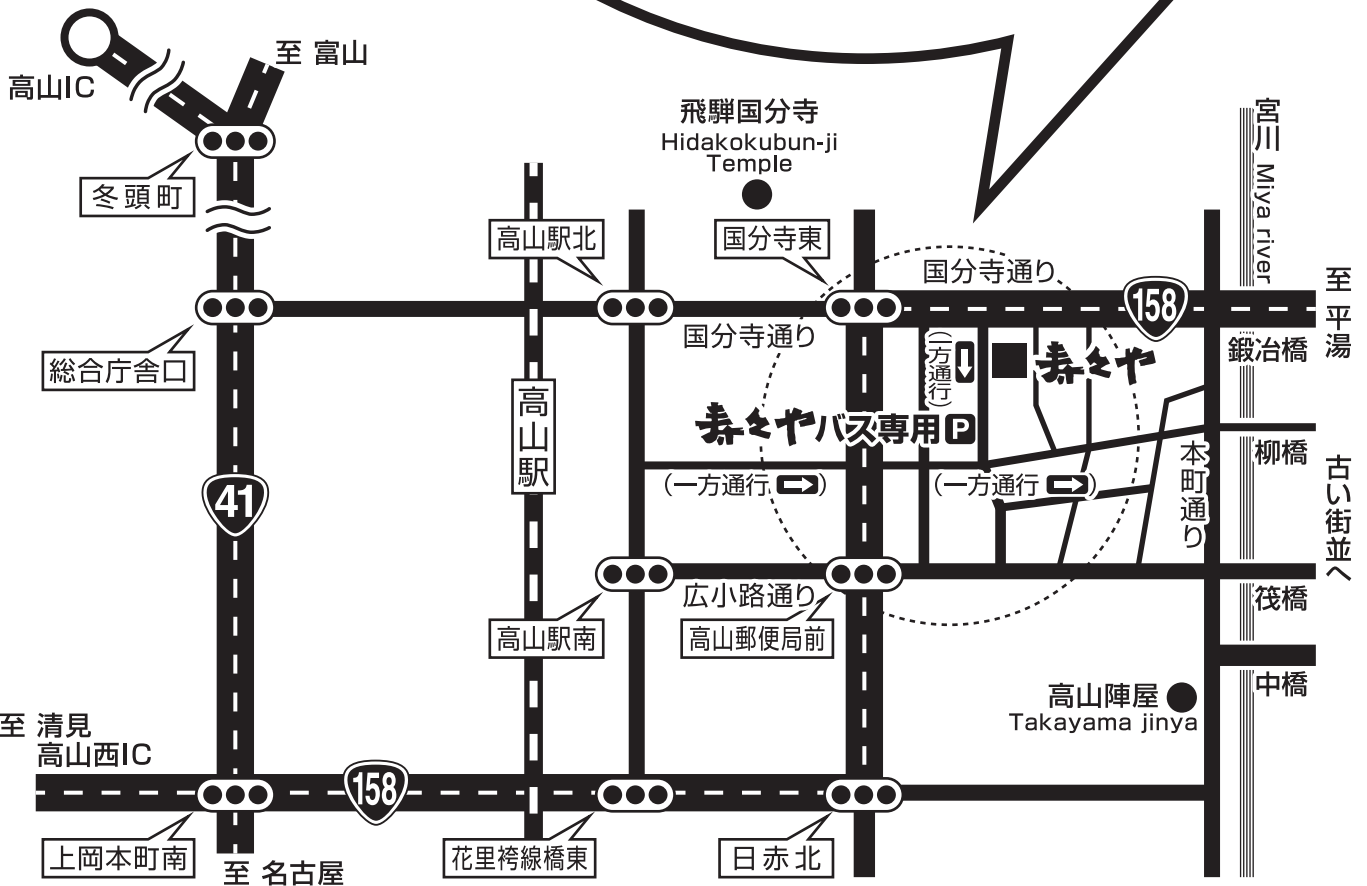 至 富山
高山IC
飛騨国分寺
Hidakokubun-ji
Temple
宮川 Miya river
冬頭町
高山駅北
国分寺東
国分寺通り
158
至 平湯
国分寺通り
総合庁舎口
(一方通行)
寿々や
鍛冶橋
高山駅
寿々やバス専用P
柳橋
本町通り
古い街並へ
(一方通行)
(一方通行)
41
広小路通り
筏橋
高山駅南
高山郵便局前
中橋
高山陣屋
Takayama jinya
至 清見
高山西IC
158
上岡本町南
花里袴線橋東
日赤北
至 名古屋